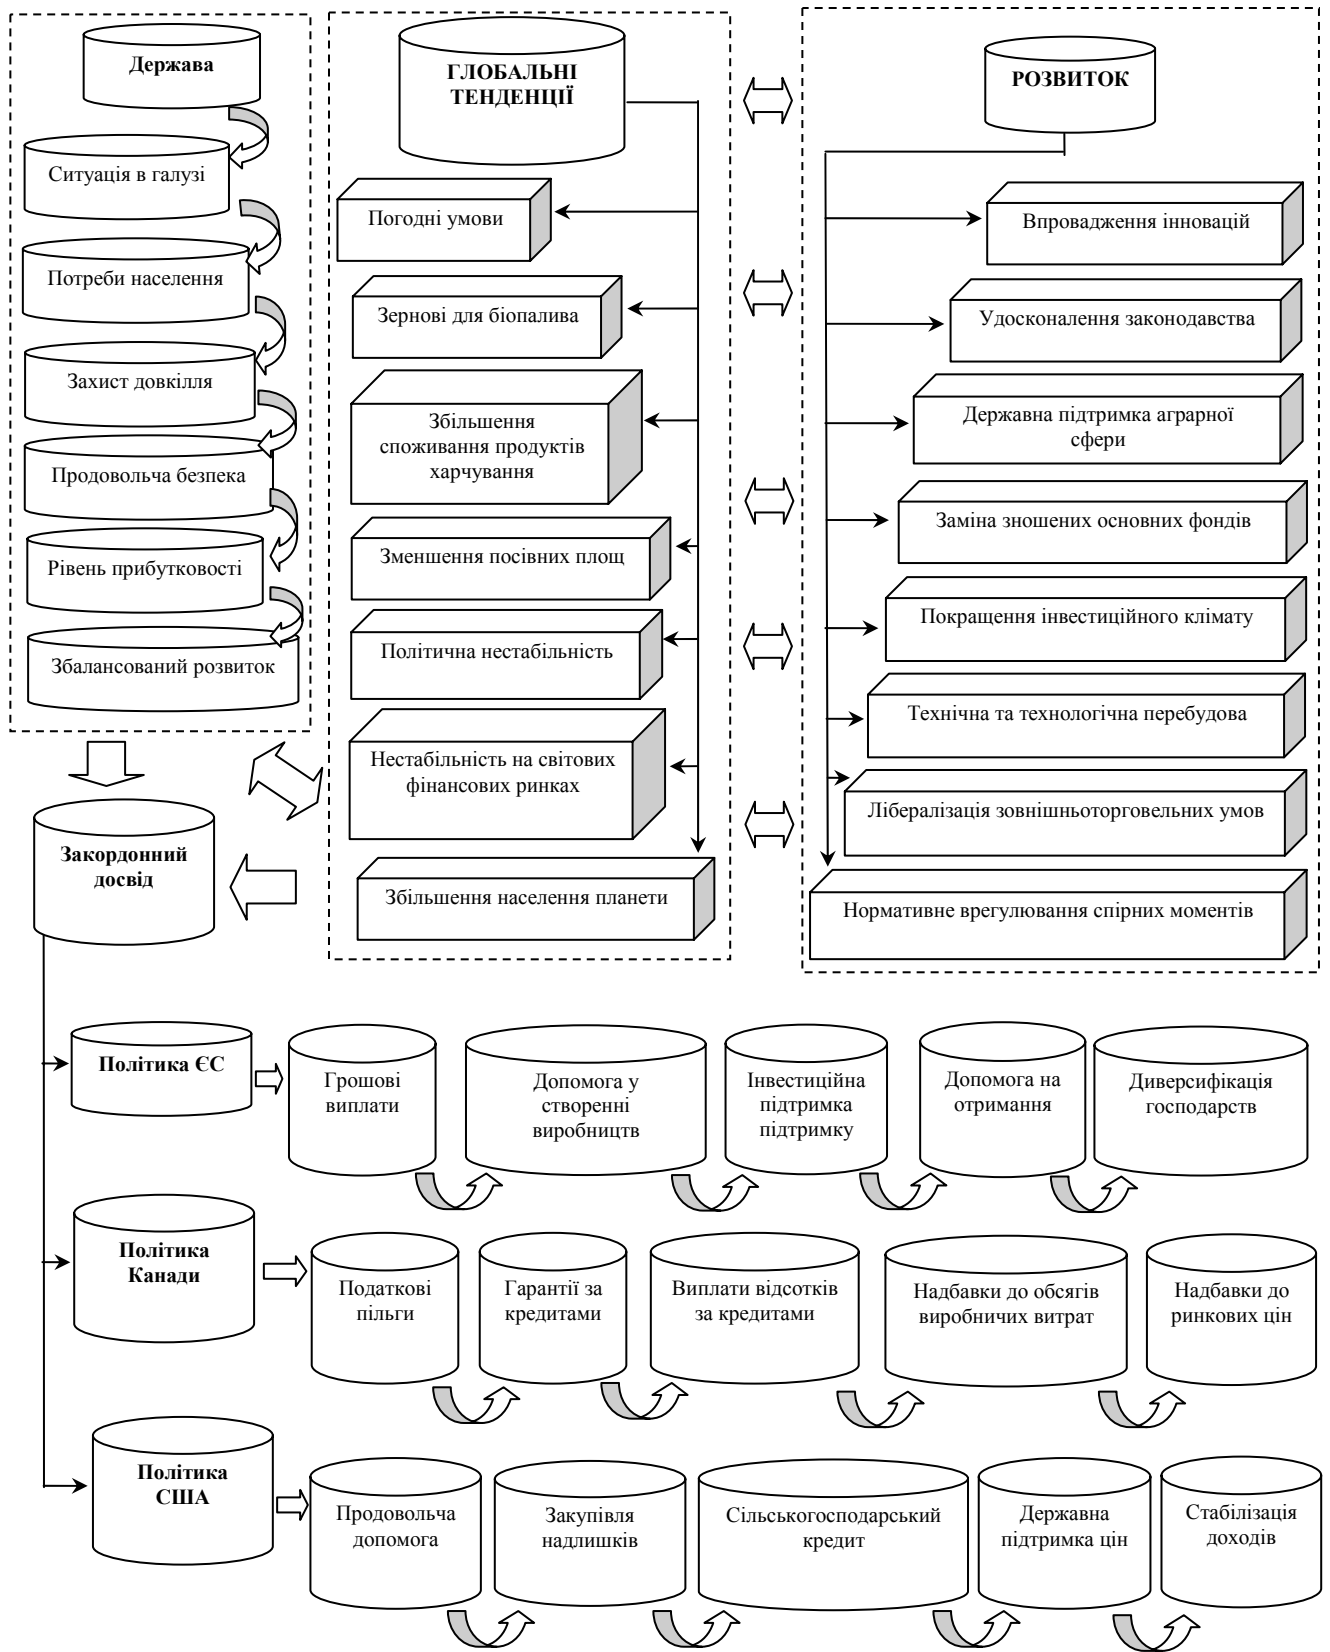 Держава
Ситуація в галузі
Потреби населення
Захист довкілля
Продовольча безпека
Рівень прибутковості
Збалансований розвиток
ГЛОБАЛЬНІ
ТЕНДЕНЦІЇ
Погодні умови
Зернові для біопалива
Збільшення
споживання продуктів
харчування
Зменшення посівних площ
Політична нестабільність
Нестабільність на світових
фінансових ринках
Збільшення населення планети
РОЗВИТОК
Впровадження інновацій
Удосконалення законодавства
Державна підтримка аграрної
сфери
Заміна зношених основних фондів
Покращення інвестиційного клімату
Технічна та технологічна перебудова
Лібералізація зовнішньоторговельних умов
Нормативне врегулювання спірних моментів
Закордонний
досвід
Політика ЄС
Грошові
виплати
Допомога у
створенні
виробництв
Інвестиційна
підтримка
підтримку
Допомога на
отримання
Диверсифікація
господарств
Політика
Канади
Податкові
пільги
Гарантії за
кредитами
Виплати відсотків
за кредитами
Надбавки до обсягів
виробничих витрат
Надбавки до
ринкових цін
Політика
США
Продовольча
допомога
Закупівля
надлишків
Сільськогосподарський
кредит
Державна
підтримка цін
Стабілізація
доходів